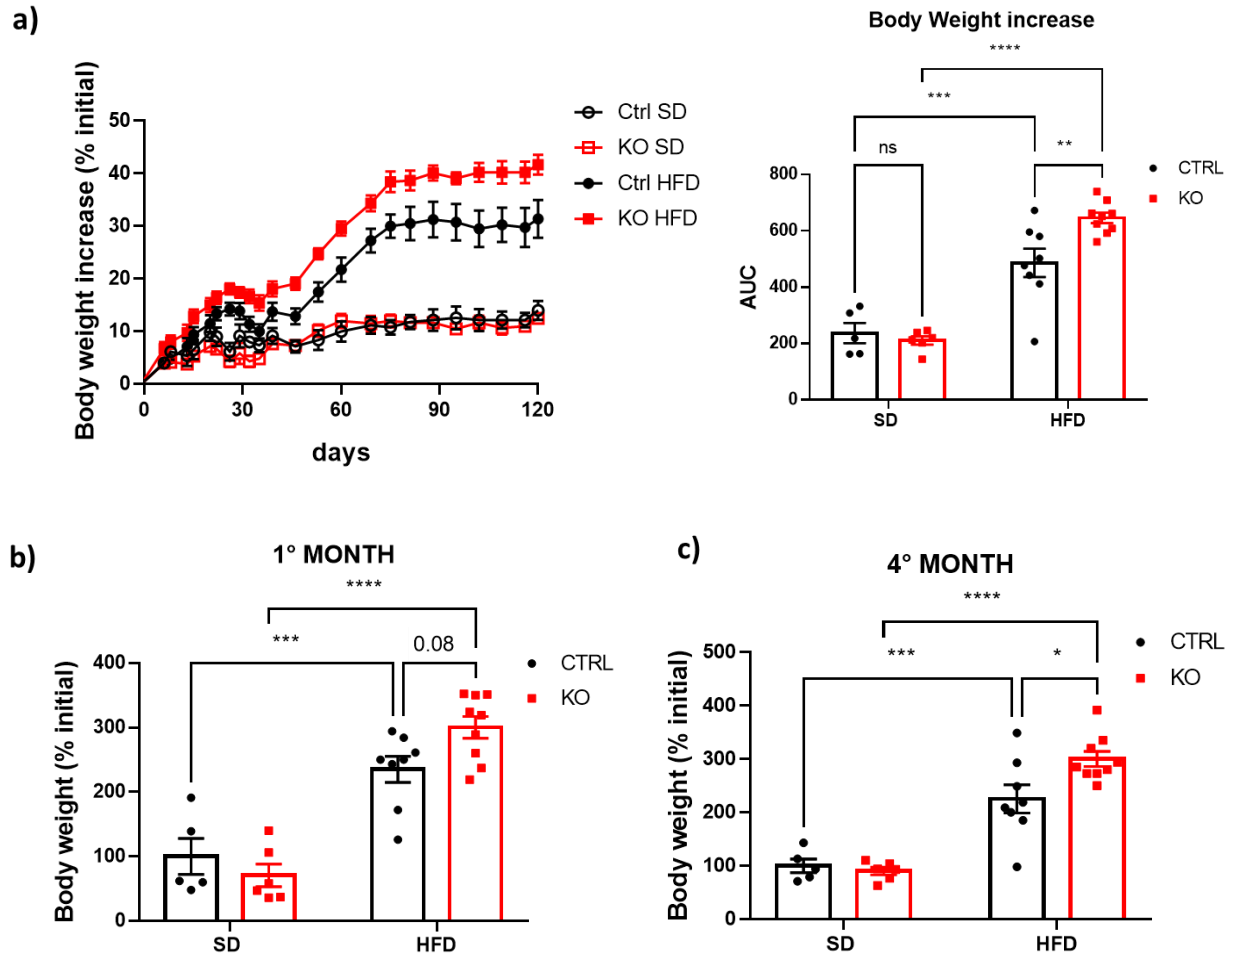 a)
Body weight increase (% initial)
50
40
30
20
10
0
0 30 60 90 120
days
Ctrl SD
KO SD
Ctrl HFD
KO HFD
Body Weight increase
****
***
ns
**
AUC
800
600
400
200
0
SD HFD
CTRL
KO
b)
1° MONTH
****
***
0.08
Body weight (% initial)
400
300
200
100
0
SD HFD
CTRL
KO
c)
4° MONTH
****
***
*
Body weight (% initial)
500
400
300
200
100
0
SD HFD
CTRL
KO